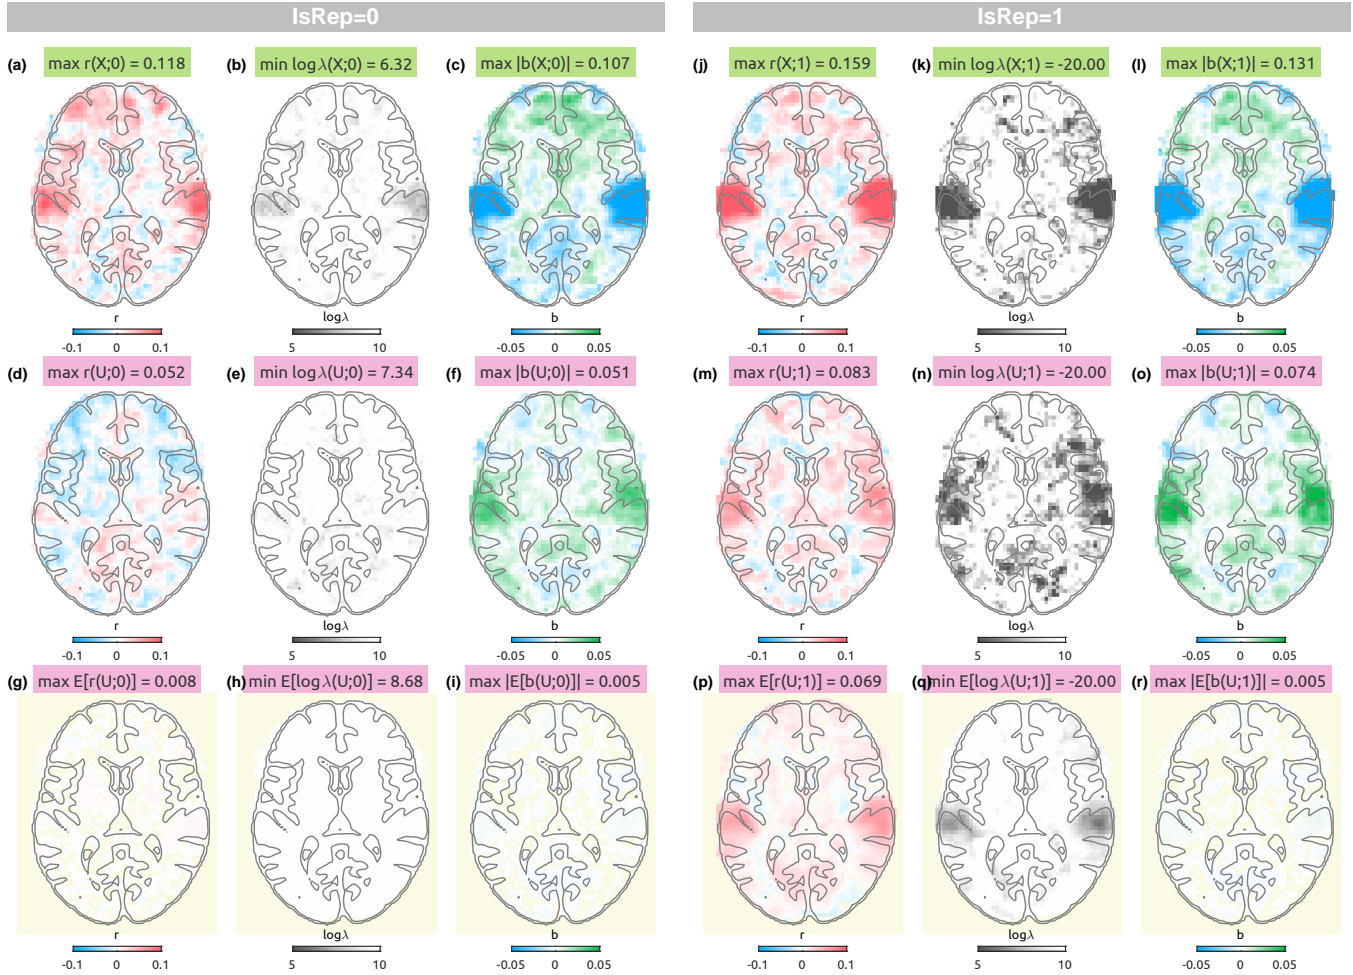 IsRep=0
IsRep=1
(a) max r(X;0) = 0.118
(b) min log λ(X;0) = 6.32
(c) max |b(X;0)| = 0.107
(j) max r(X;1) = 0.159
(k) min log λ(X;1) = -20.00
(l) max |b(X;1)| = 0.131
r
logλ
b
r
logλ
b
-0.1 0 0.1
5 10
-0.05 0 0.05
-0.1 0 0.1
5 10
-0.05 0 0.05
(d) max r(U;0) = 0.052
(e) min log λ(U;0) = 7.34
(f) max |b(U;0)| = 0.051
(m) max r(U;1) = 0.083
(n) min log λ(U;1) = -20.00
(o) max |b(U;1)| = 0.074
r
logλ
b
r
logλ
b
-0.1 0 0.1
5 10
-0.05 0 0.05
-0.1 0 0.1
5 10
-0.05 0 0.05
(g) max E[r(U;0)] = 0.008
(h) min E[log λ(U;0)] = 8.68
(i) max |E[b(U;0)]| = 0.005
(p) max E[r(U;1)] = 0.069
(q) min E[log λ(U;1)] = -20.00
(r) max |E[b(U;1)]| = 0.005
r
logλ
b
r
logλ
b
-0.1 0 0.1
5 10
-0.05 0 0.05
-0.1 0 0.1
5 10
-0.05 0 0.05